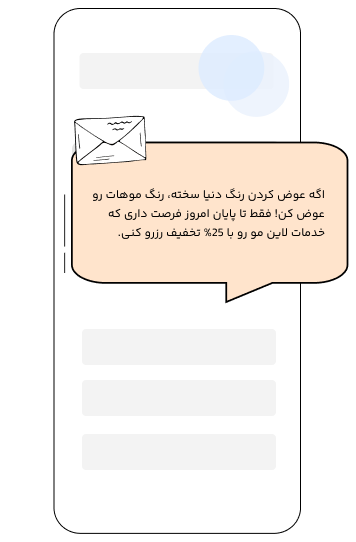 اگه عوض کردن رنگ دنیا سخته، رنگ موهات رو
عوض کن! فقط تا پایان امروز فرصت داری که
خدمات لاین مو رو با 25% تخفیف رزرو کنی.